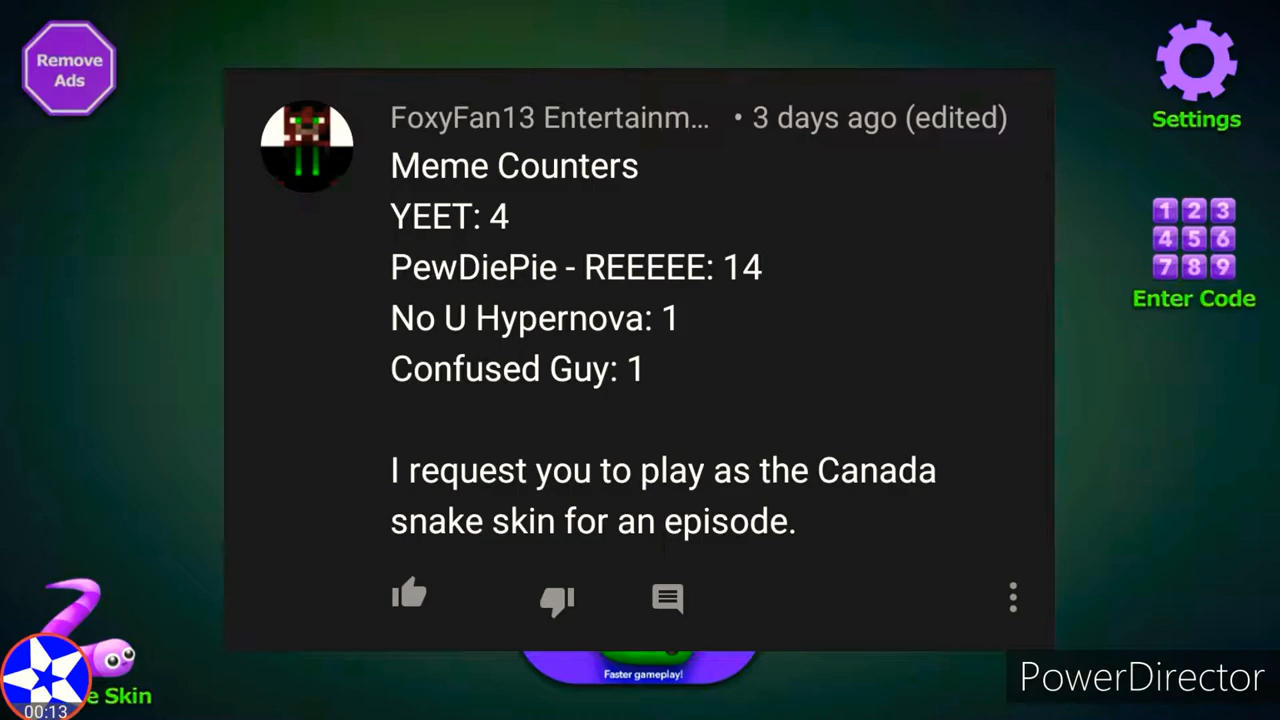 Remove
Ads
FoxyFan13 Entertainm... • 3 days ago (edited)
Meme Counters
YEET: 4
PewDiePie - REEEEE: 14
No U Hypernova: 1
Confused Guy: 1
I request you to play as the Canada
snake skin for an episode.
Settings
1 2 3
4 5 6
7 8 9
Enter Code
Faster gameplay!
e Skin
00:13
PowerDirector